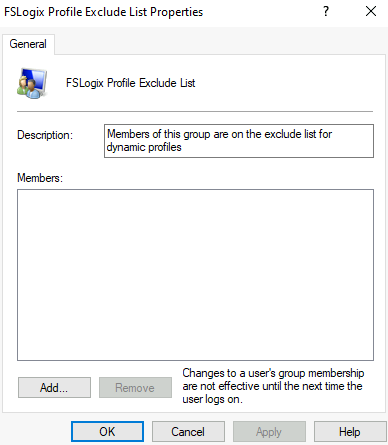 FSLogix Profile Exclude List Properties
?
General
FSLogix Profile Exclude List
Description:
Members of this group are on the exclude list for
dynamic profiles
Members:
Add...
Remove
Changes to a user's group membership
are not effective until the next time the
user logs on.
OK
Cancel
Apply
Help